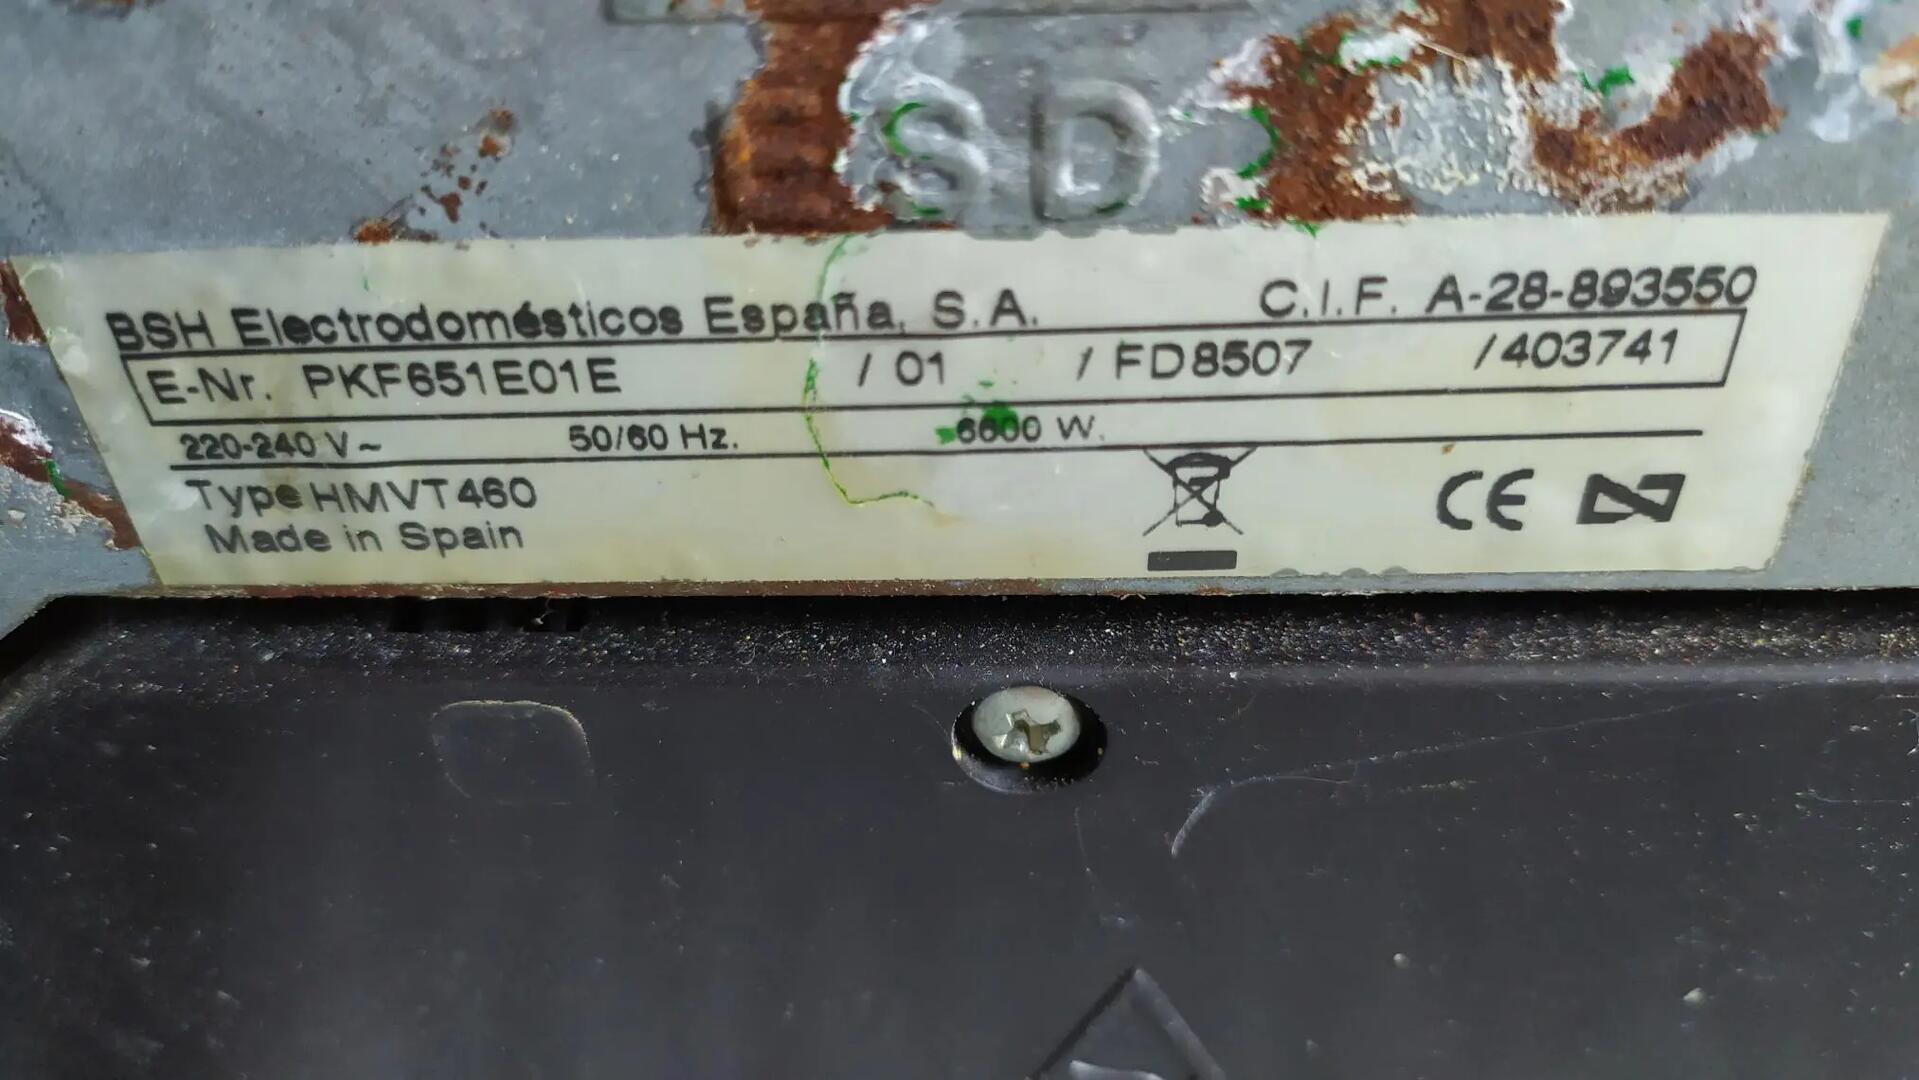 SD
BSH Electrodomésticos España, S.A. C.I.F. A-28-893550
E-Nr. PKF651E01E / 01 / FD8507 /403741
220-240 V~ 50/60 Hz. 6600 W.
Type HMVT460
Made in Spain
CE N